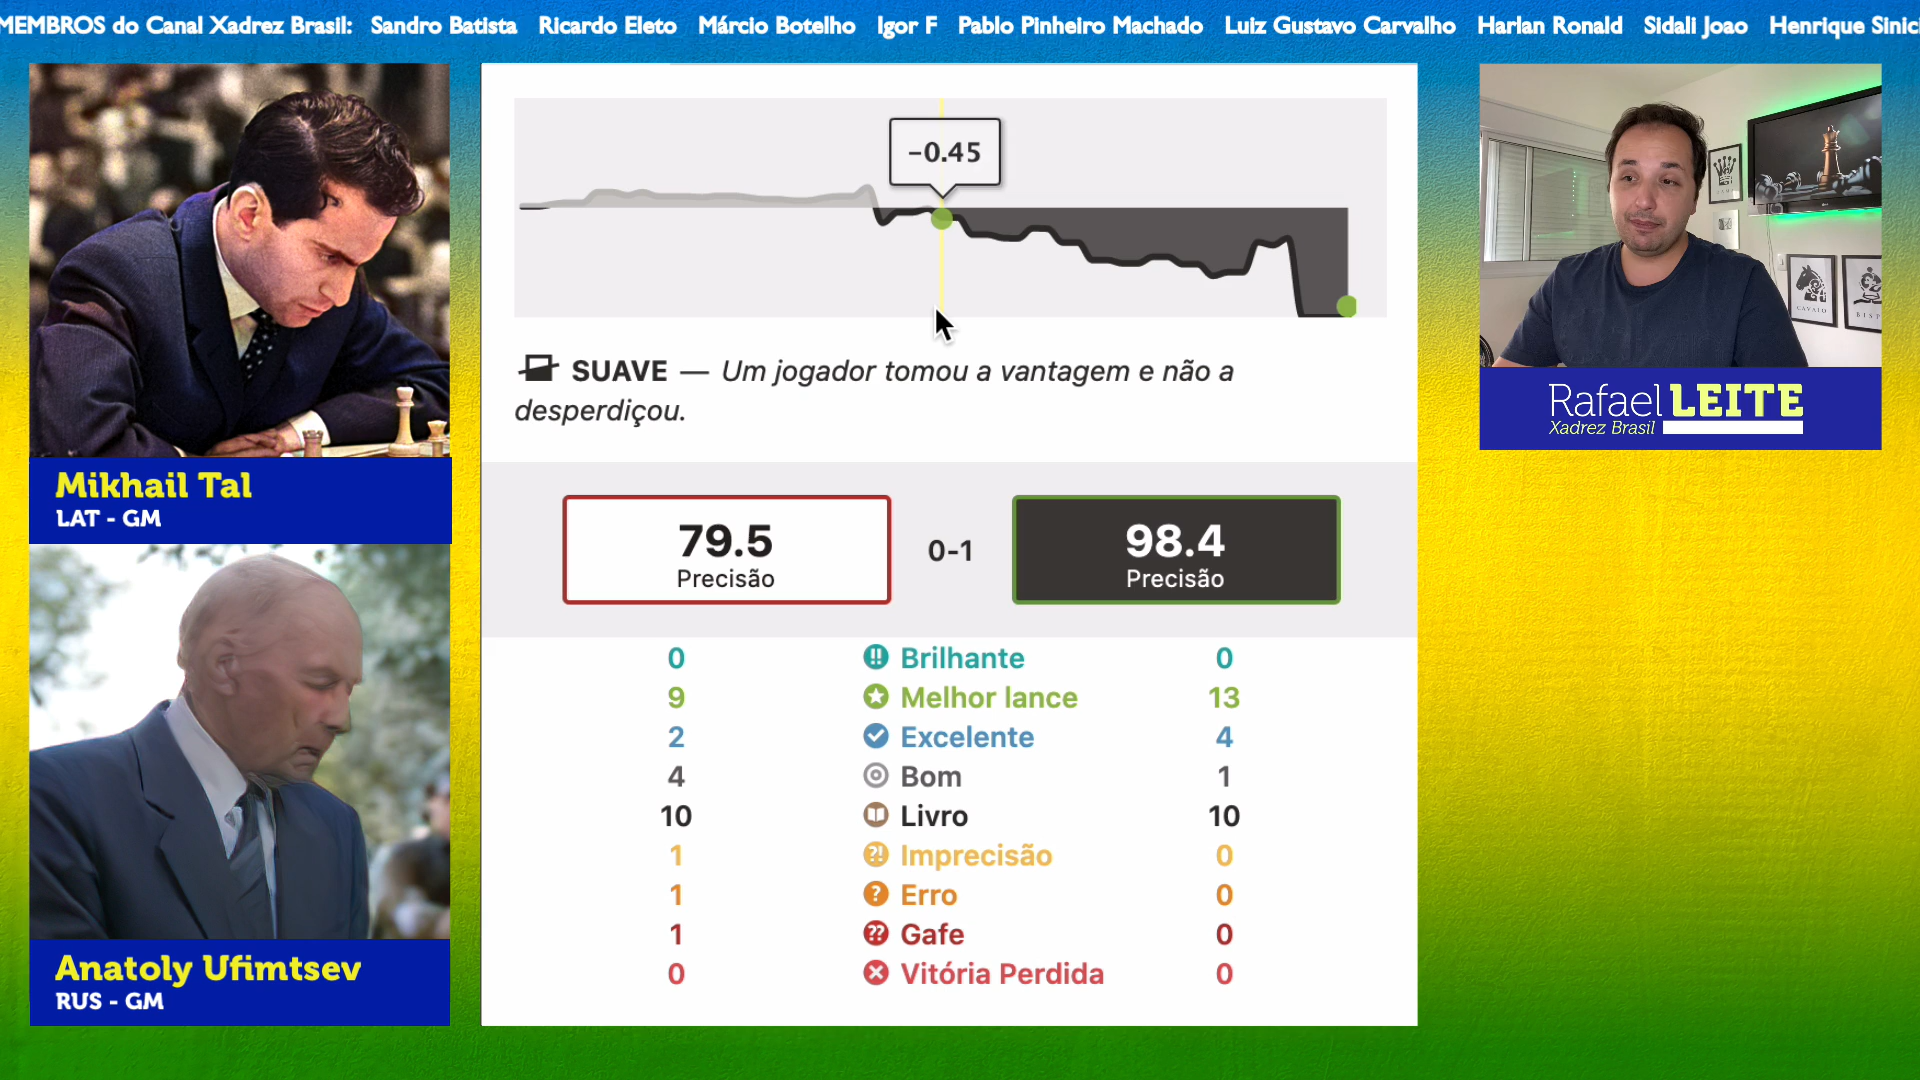 MEMBROS do Canal Xadrez Brasil: Sandro Batista Ricardo Eleto Márcio Botelho Igor F Pablo Pinheiro Machado Luiz Gustavo Carvalho Harlan Ronald Sidali Joao Henrique Sinic
-0.45
SUAVE — Um jogador tomou a vantagem e não a
desperdiçou.
79.5
Precisão
0-1
98.4
Precisão
0 !! Brilhante 0
9 Melhor lance 13
2 Excelente 4
4 Bom 1
10 Livro 10
1 ?! Imprecisão 0
1 ? Erro 0
1 ?? Gafe 0
0 Vitória Perdida 0
Mikhail Tal
LAT - GM
Anatoly Ufimtsev
RUS - GM
CAVALO
BISP
Rafael LEITE
Xadrez Brasil